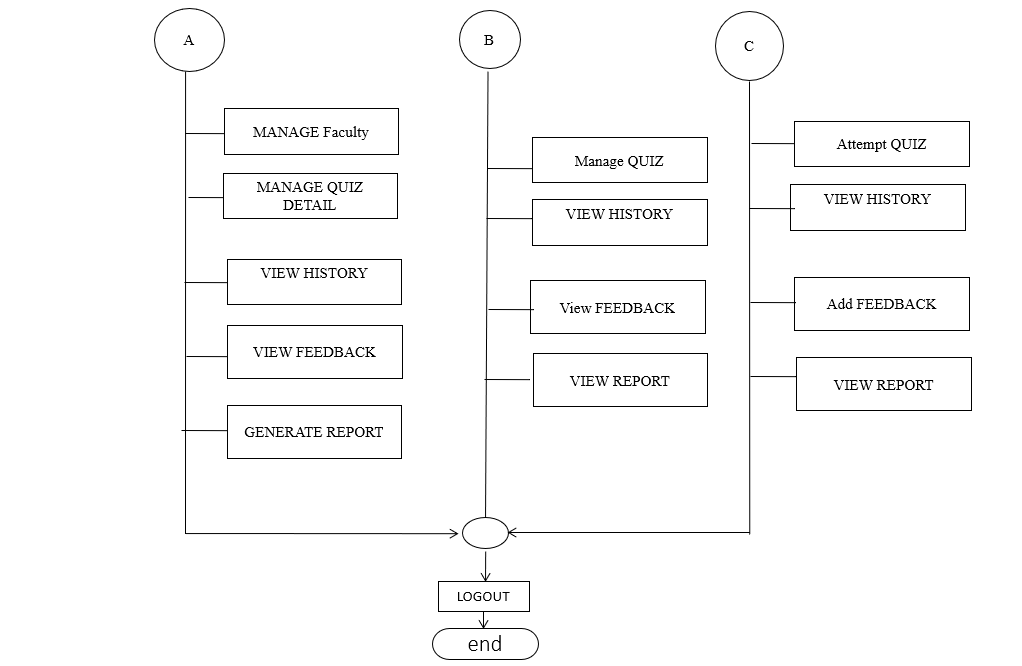 A
B
C
MANAGE Faculty
MANAGE QUIZ
DETAIL
VIEW HISTORY
VIEW FEEDBACK
GENERATE REPORT
Manage QUIZ
VIEW HISTORY
View FEEDBACK
VIEW REPORT
Attempt QUIZ
VIEW HISTORY
Add FEEDBACK
VIEW REPORT
LOGOUT
end